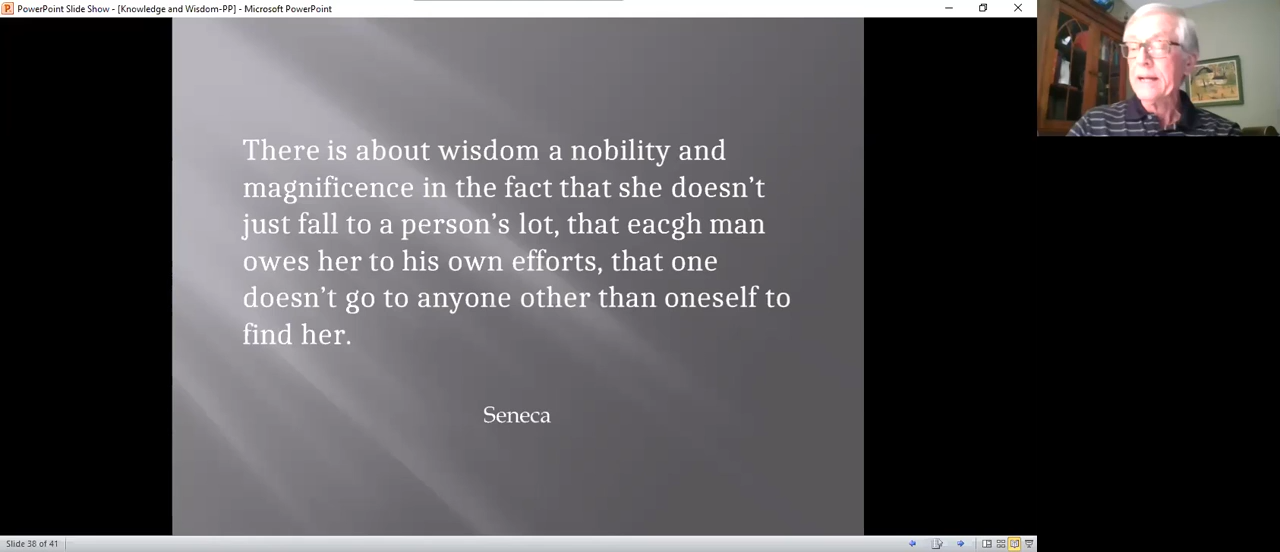 PowerPoint Slide Show - [Knowledge and Wisdom-PP] - Microsoft PowerPoint
There is about wisdom a nobility and
magnificence in the fact that she doesn’t
just fall to a person’s lot, that eacgh man
owes her to his own efforts, that one
doesn’t go to anyone other than oneself to
find her.
Seneca
Slide 38 of 41